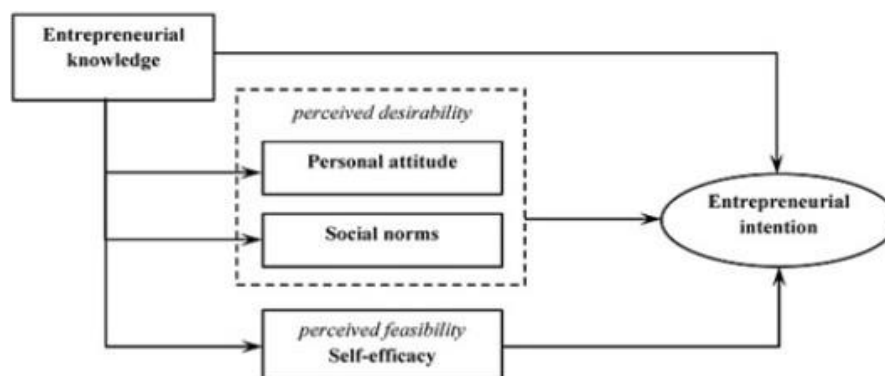 Entrepreneurial
knowledge
perceived desirability
Personal attitude
Social norms
Entrepreneurial
intention
perceived feasibility
Self-efficacy